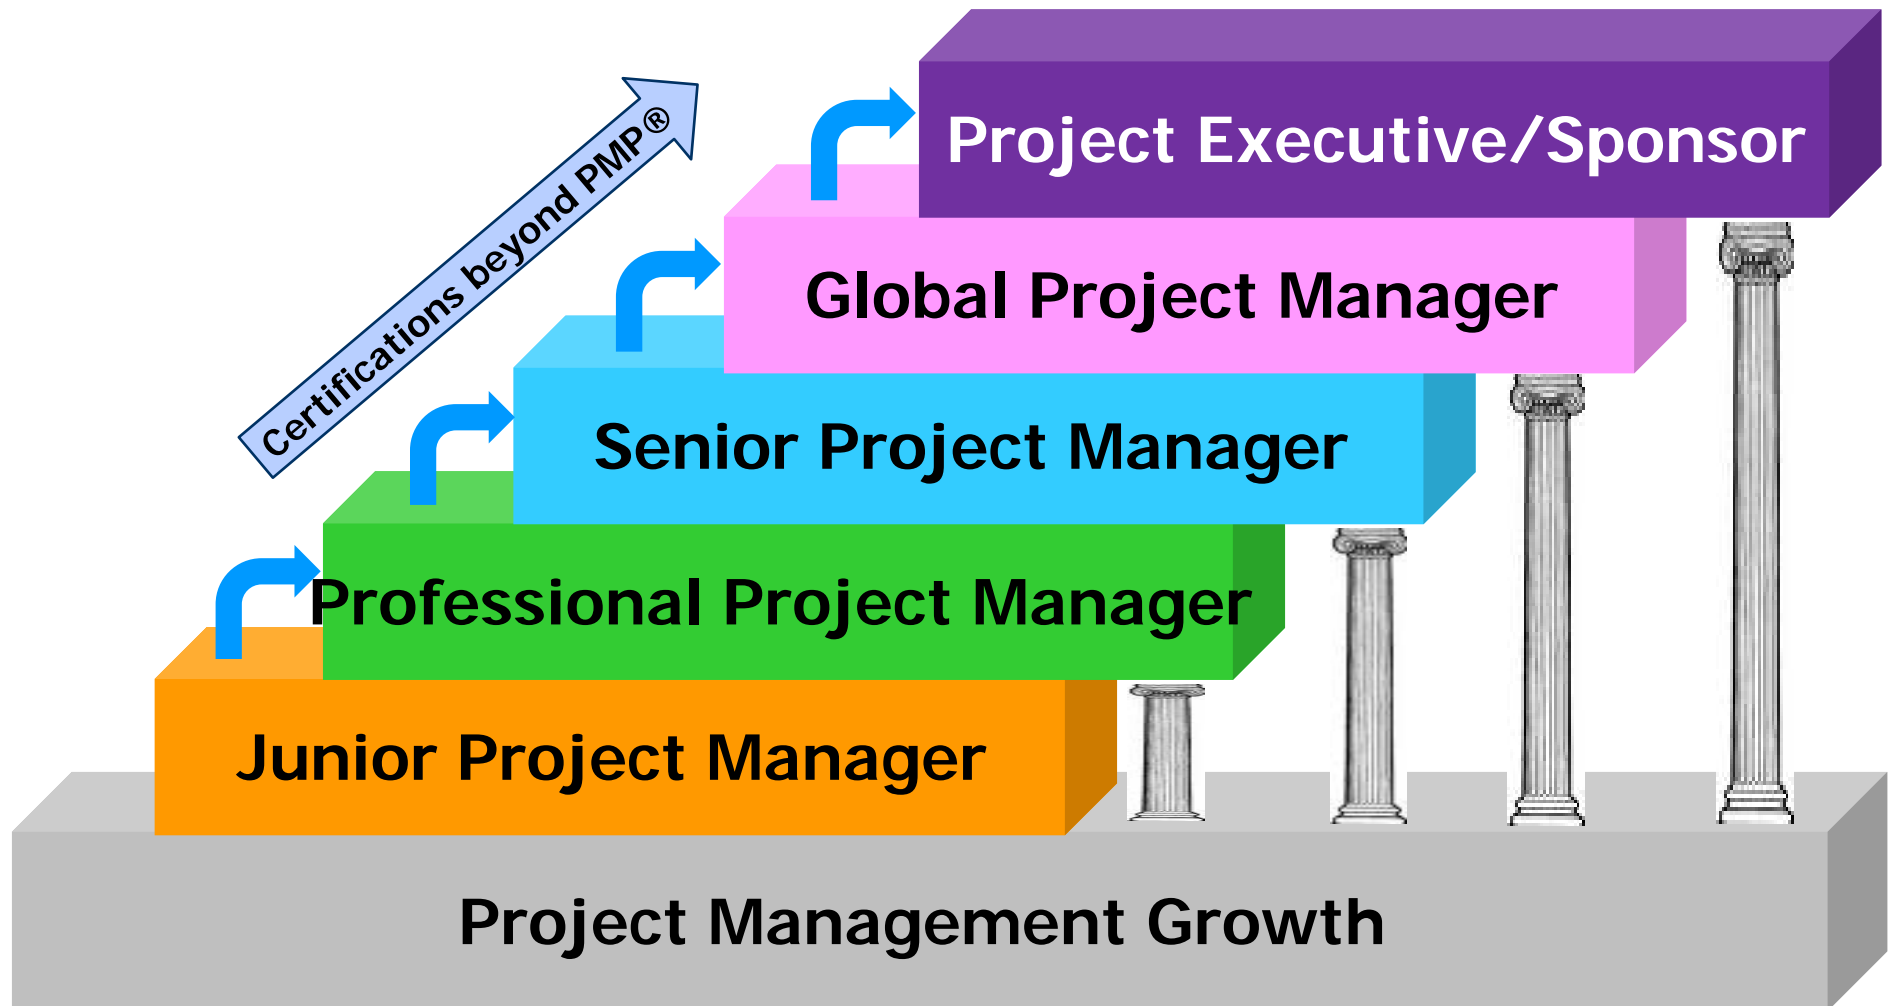 Project Executive/Sponsor
Certifications beyond PMP®
Global Project Manager
Senior Project Manager
Professional Project Manager
Junior Project Manager
Project Management Growth